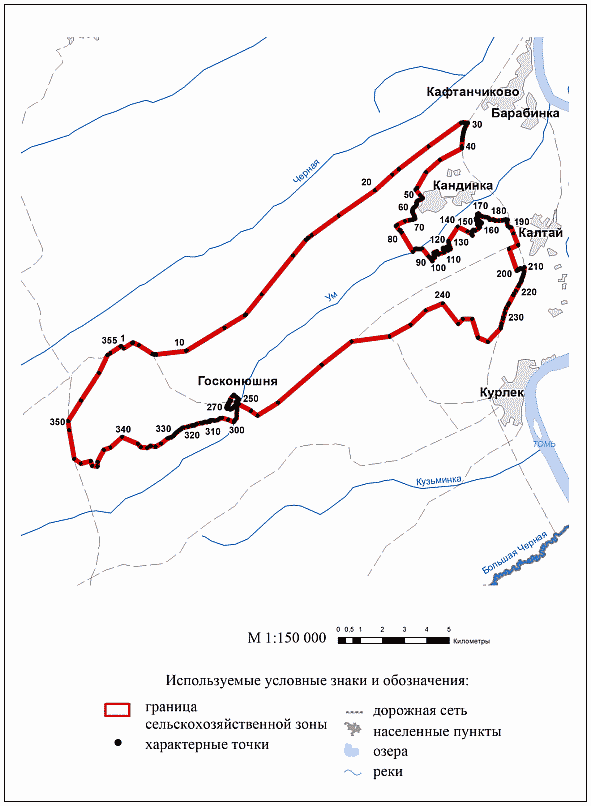 Кафтанчиково
Барабинка
30
40
Черная
20
Кандинка
50
60
70
80
90
100
110
120
130
140
150
160
170
180
190
Калтай
200
210
220
230
240
Ум
355
1
10
Госконюшня
250
270
300
310
320
330
340
350
Курлек
ТОМЬ
Кузьминка
Большая Черная
М 1:150 000
0 0,5 1 2 3 4 5
Километры
Используемые условные знаки и обозначения:
граница
сельскохозяйственной зоны
характерные точки
дорожная сеть
населенные пункты
озера
реки